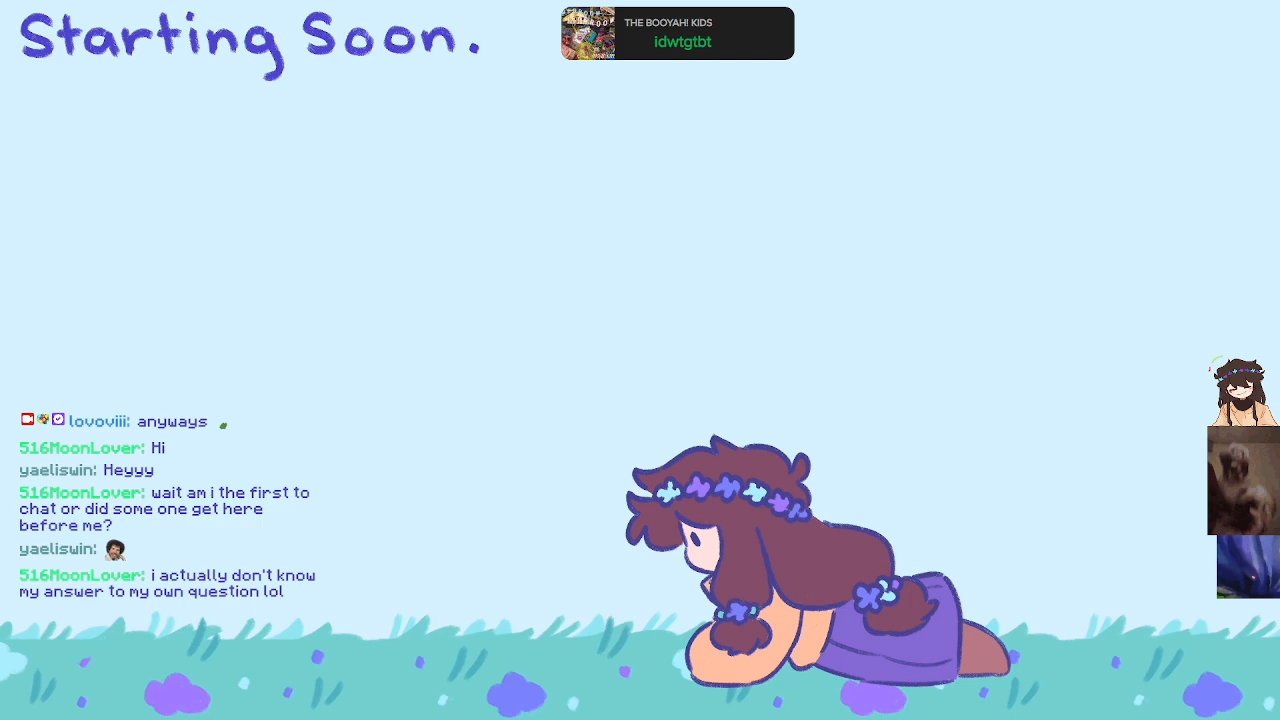 Starting Soon.
THE BOOYAH! KIDS
idwtgtbt
lovoviii: anyways
516MoonLover: Hi
yaeliswin: Heyyy
516MoonLover: wait am i the first to
chat or did some one get here
before me?
yaeliswin:
516MoonLover: i actually don't know
my answer to my own question lol